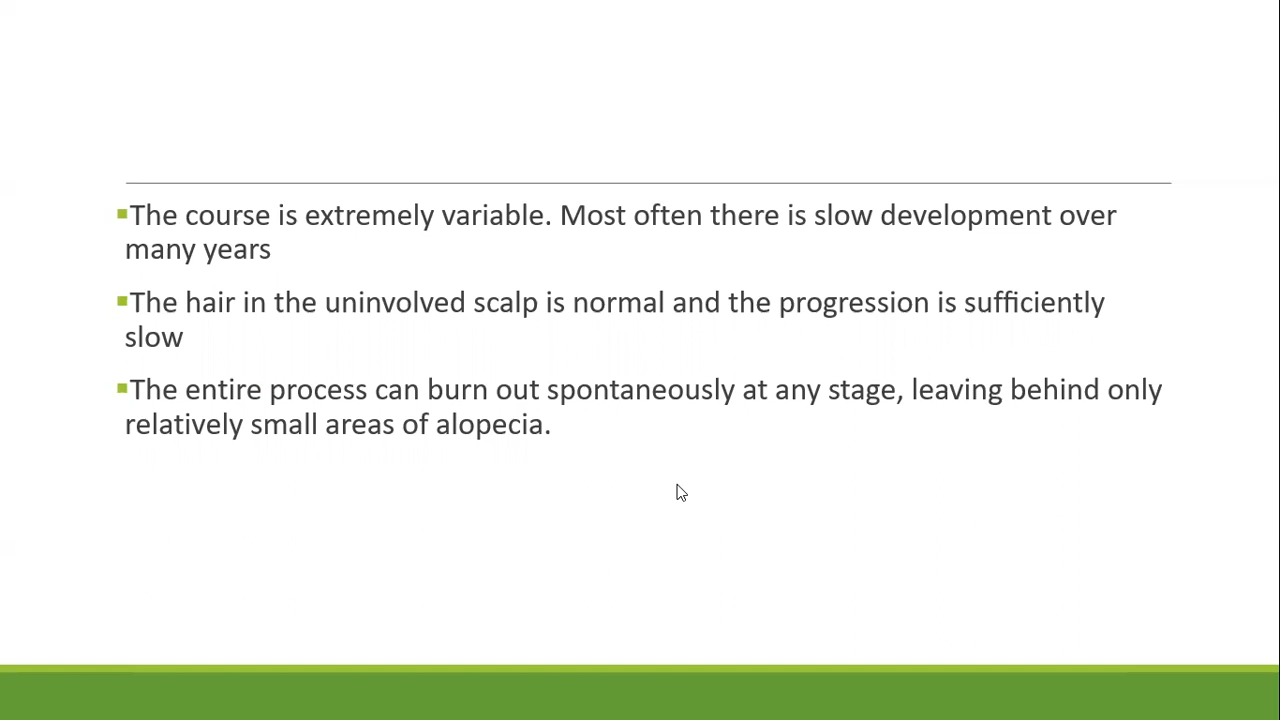 ▪The course is extremely variable. Most often there is slow development over
many years
▪The hair in the uninvolved scalp is normal and the progression is sufficiently
slow
▪The entire process can burn out spontaneously at any stage, leaving behind only
relatively small areas of alopecia.